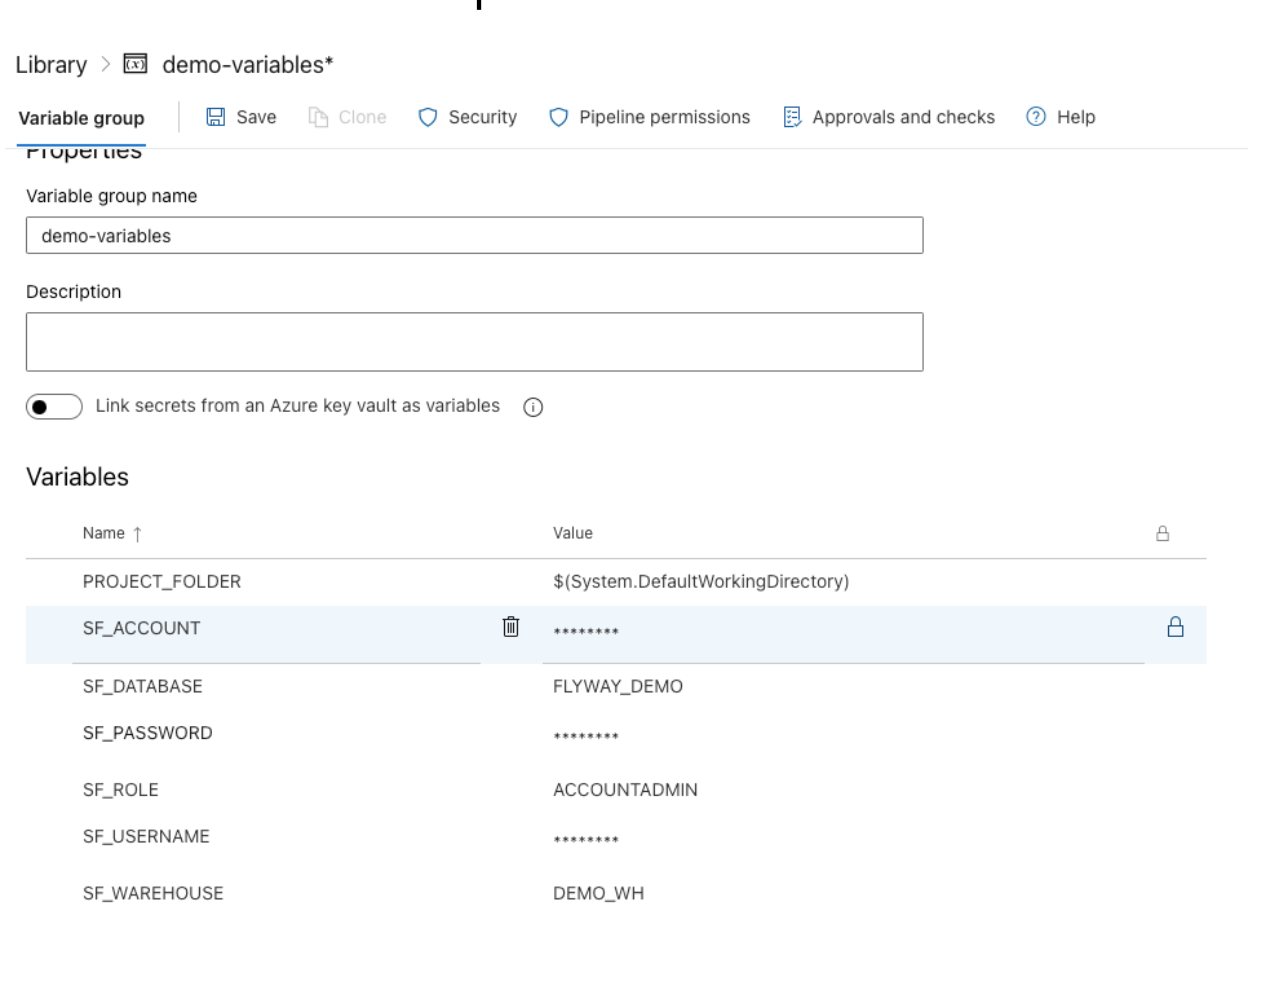 Library > demo-variables*
Variable group Save Clone Security Pipeline permissions Approvals and checks Help
Properties
Variable group name
demo-variables
Description
Link secrets from an Azure key vault as variables
Variables
Name ↑ Value
PROJECT_FOLDER $(System.DefaultWorkingDirectory)
SF_ACCOUNT ********
SF_DATABASE FLYWAY_DEMO
SF_PASSWORD ********
SF_ROLE ACCOUNTADMIN
SF_USERNAME ********
SF_WAREHOUSE DEMO_WH